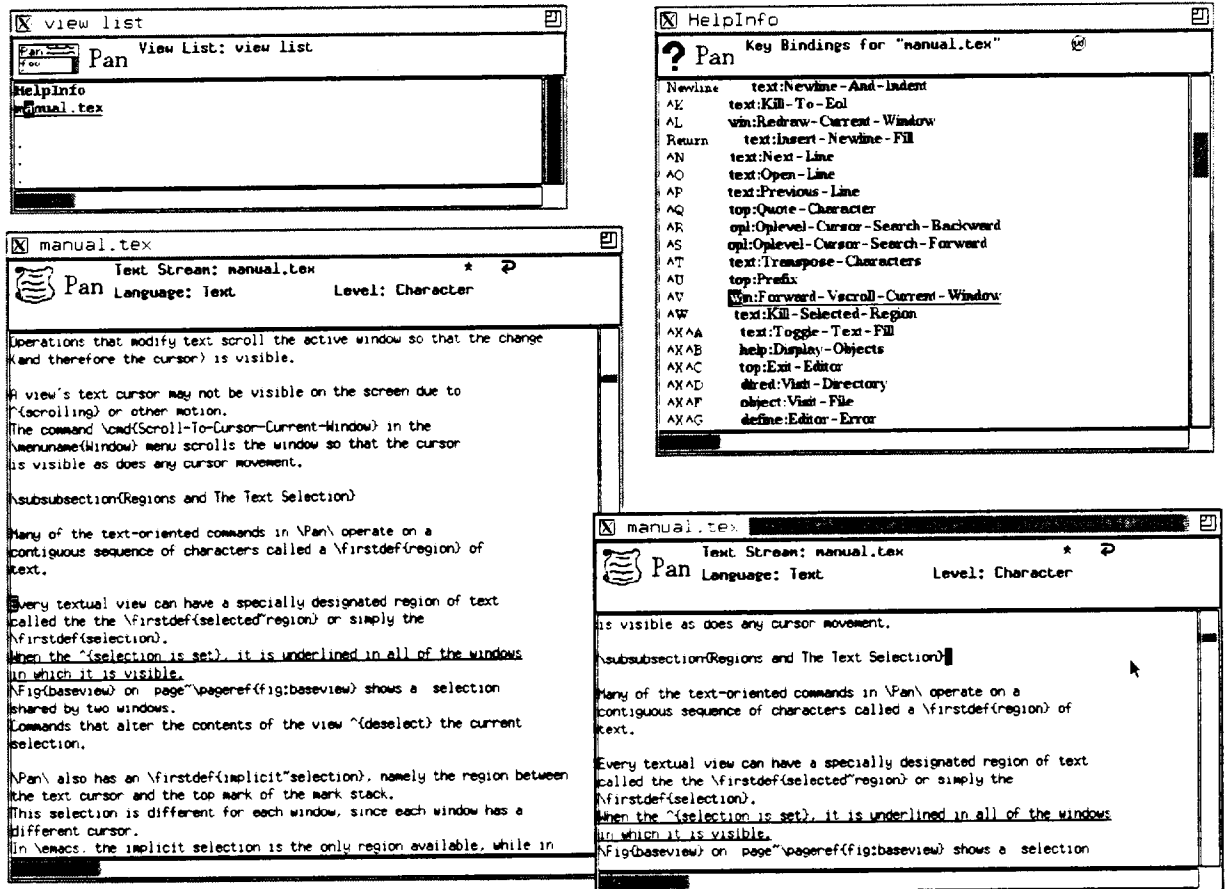 view list
Pan View List: view list
HelpInfo
manual.tex
.
.
.
HelpInfo
? Pan Key Bindings for "manual.tex"
Newline text:Newline-And-Indent
^K text:Kill-To-Eol
^L win:Redraw-Current-Window
Return text:Insert-Newline-Fill
^N text:Next-Line
^O text:Open-Line
^P text:Previous-Line
^Q top:Quote-Character
^R opl:Oplevel-Cursor-Search-Backward
^S opl:Oplevel-Cursor-Search-Forward
^T text:Transpose-Characters
^U top:Prefix
^V win:Forward-Vscroll-Current-Window
^W text:Kill-Selected-Region
^X^A text:Toggle-Text-Fill
^X^B help:Display-Objects
^X^C top:Exit-Editor
^X^D dired:Visit-Directory
^X^F object:Visit-File
^X^G define:Editor-Error
manual.tex
Pan Text Stream: manual.tex *
Language: Text Level: Character
Operations that modify text scroll the active window so that the change
(and therefore the cursor) is visible.
A view's text cursor may not be visible on the screen due to
^{scrolling} or other motion.
The command \cmd{Scroll-To-Cursor-Current-Window} in the
\menuname{Window} menu scrolls the window so that the cursor
is visible as does any cursor movement.
\subsubsection{Regions and The Text Selection}
Many of the text-oriented commands in \Pan\ operate on a
contiguous sequence of characters called a \firstdef{region} of
text.
Every textual view can have a specially designated region of text
called the the \firstdef{selected~region} or simply the
\firstdef{selection}.
When the ^{selection is set}, it is underlined in all of the windows
in which it is visible.
\Fig{baseview} on page~\pageref{fig:baseview} shows a selection
shared by two windows.
Commands that alter the contents of the view ^{deselect} the current
selection.
\Pan\ also has an \firstdef{implicit~selection}, namely the region between
the text cursor and the top mark of the mark stack.
This selection is different for each window, since each window has a
different cursor.
In \emacs, the implicit selection is the only region available, while in
manual.tex
Pan Text Stream: manual.tex *
Language: Text Level: Character
is visible as does any cursor movement.
\subsubsection{Regions and The Text Selection}
Many of the text-oriented commands in \Pan\ operate on a
contiguous sequence of characters called a \firstdef{region} of
text.
Every textual view can have a specially designated region of text
called the the \firstdef{selected~region} or simply the
\firstdef{selection}.
When the ^{selection is set}, it is underlined in all of the windows
in which it is visible.
\Fig{baseview} on page~\pageref{fig:baseview} shows a selection